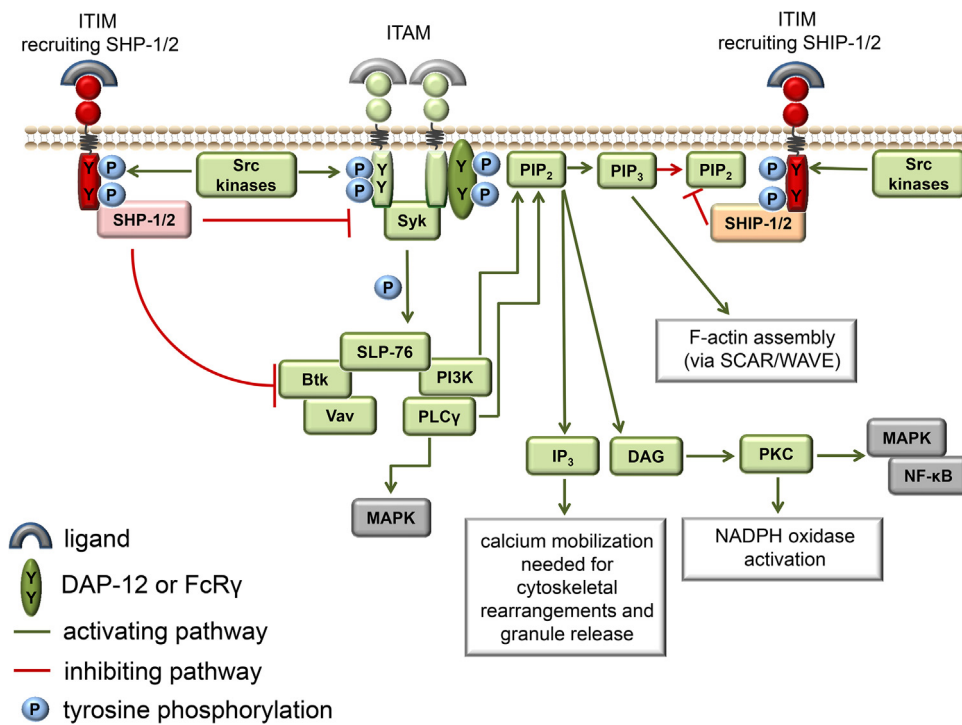 ITIM
recruiting SHP-1/2
ITAM
ITIM
recruiting SHIP-1/2
P
P
Y
Y
Src
kinases
P
P
Y
Y
Y
Y
P
P
PIP2
PIP3
PIP2
P
P
Y
Y
Src
kinases
SHP-1/2
Syk
SHIP-1/2
P
SLP-76
Btk
PI3K
Vav
PLCγ
MAPK
F-actin assembly
(via SCAR/WAVE)
IP3
DAG
PKC
MAPK
NF-κB
calcium mobilization
needed for
cytoskeletal
rearrangements and
granule release
NADPH oxidase
activation
ligand
Y
Y
DAP-12 or FcRγ
activating pathway
inhibiting pathway
P
tyrosine phosphorylation